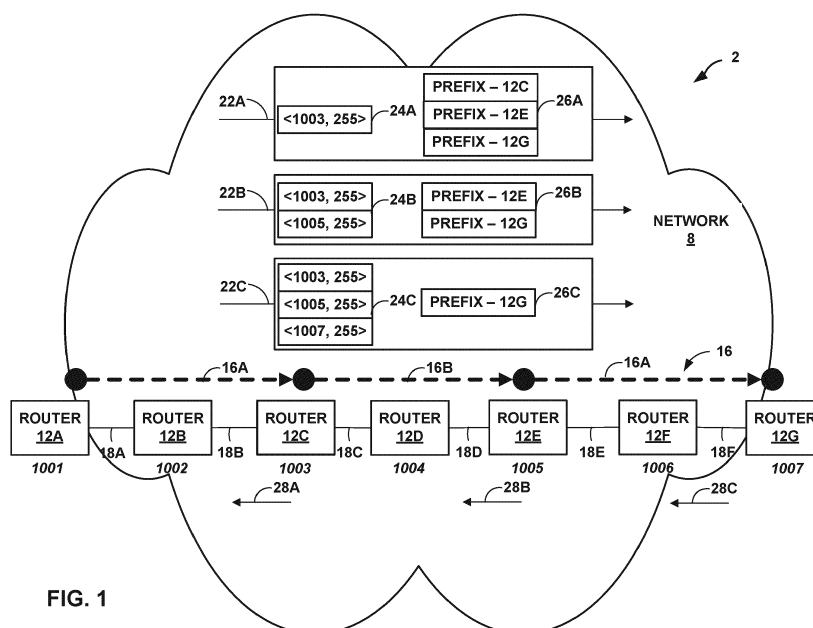 2
22A
<1003, 255>
24A
PREFIX – 12C
PREFIX – 12E
PREFIX – 12G
26A
22B
<1003, 255>
<1005, 255>
24B
PREFIX – 12E
PREFIX – 12G
26B
NETWORK
8
22C
<1003, 255>
<1005, 255>
<1007, 255>
24C
PREFIX – 12G
26C
16A
16B
16A
16
ROUTER
12A
ROUTER
12B
ROUTER
12C
ROUTER
12D
ROUTER
12E
ROUTER
12F
ROUTER
12G
18A
18B
18C
18D
18E
18F
1001
1002
1003
1004
1005
1006
1007
28A
28B
28C
FIG. 1